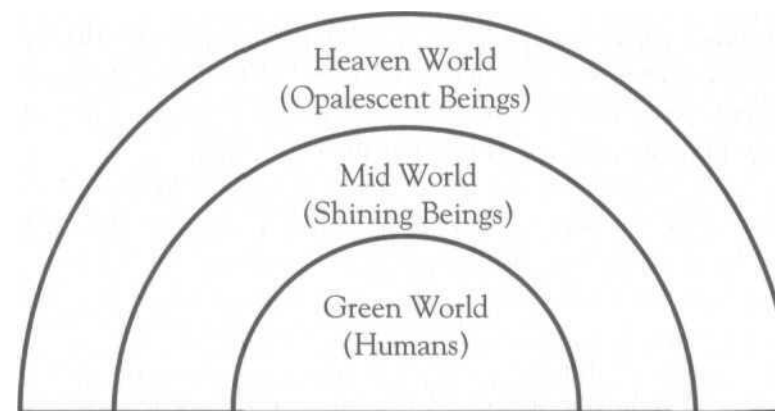 Heaven World
(Opalescent Beings)
Mid World
(Shining Beings)
Green World
(Humans)